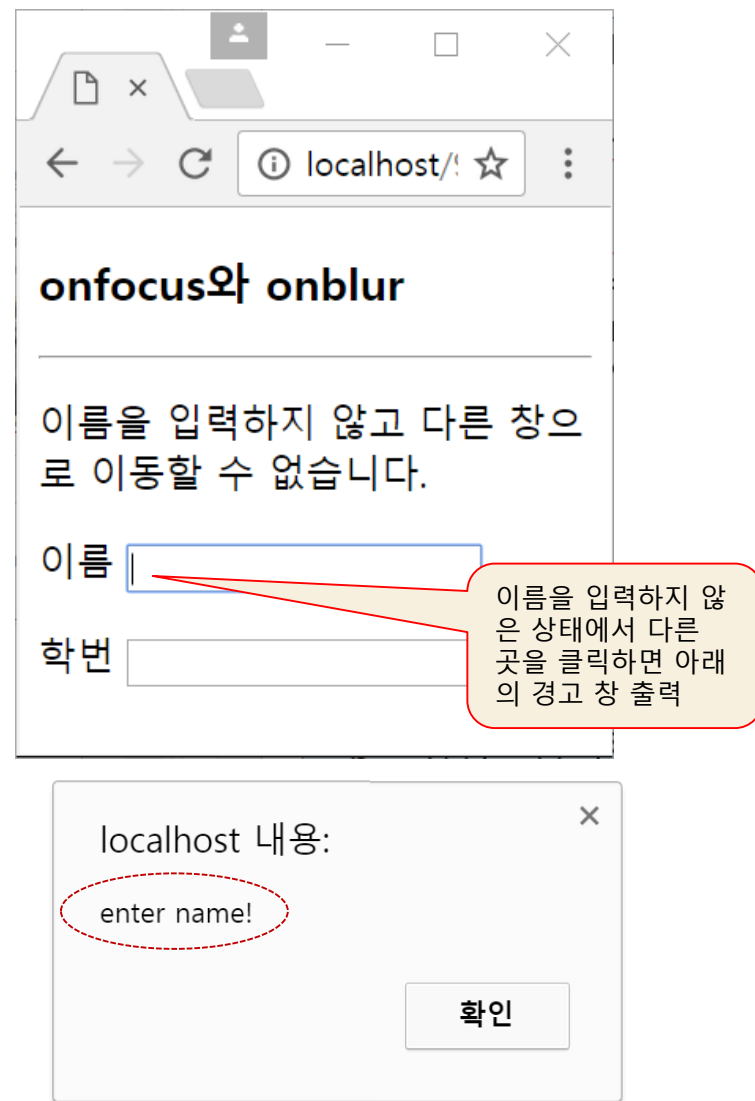 localhost/
onfocus와 onblur
이름을 입력하지 않고 다른 창으
로 이동할 수 없습니다.
이름
이름을 입력하지 않
은 상태에서 다른
곳을 클릭하면 아래
의 경고 창 출력
학번
localhost 내용:
enter name!
확인